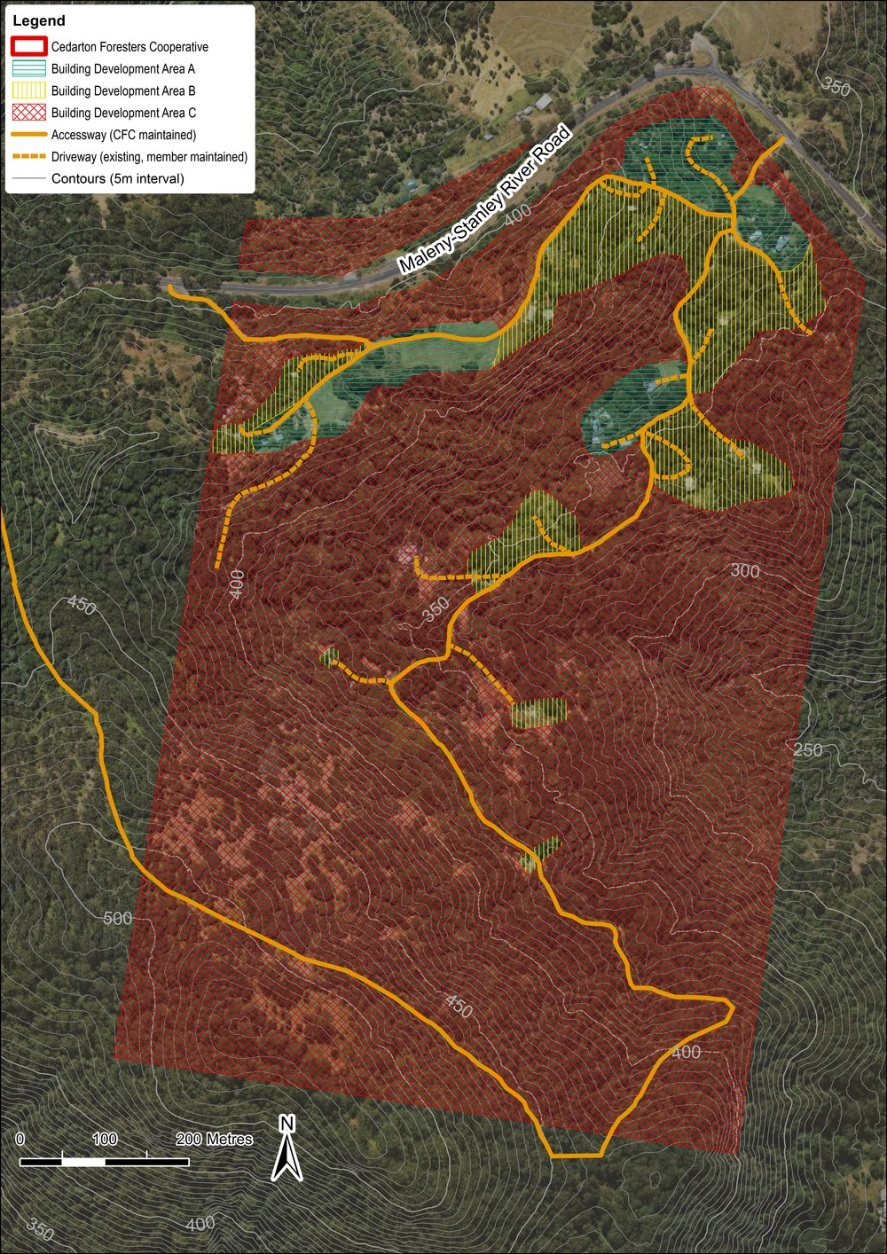 Legend
Cedarton Foresters Cooperative
Building Development Area A
Building Development Area B
Building Development Area C
Accessway (CFC maintained)
Driveway (existing, member maintained)
Contours (5m interval)
350
Maleny-Stanley River Road
400
400
300
450
350
250
500
450
400
N
0 100 200 Metres
400
350